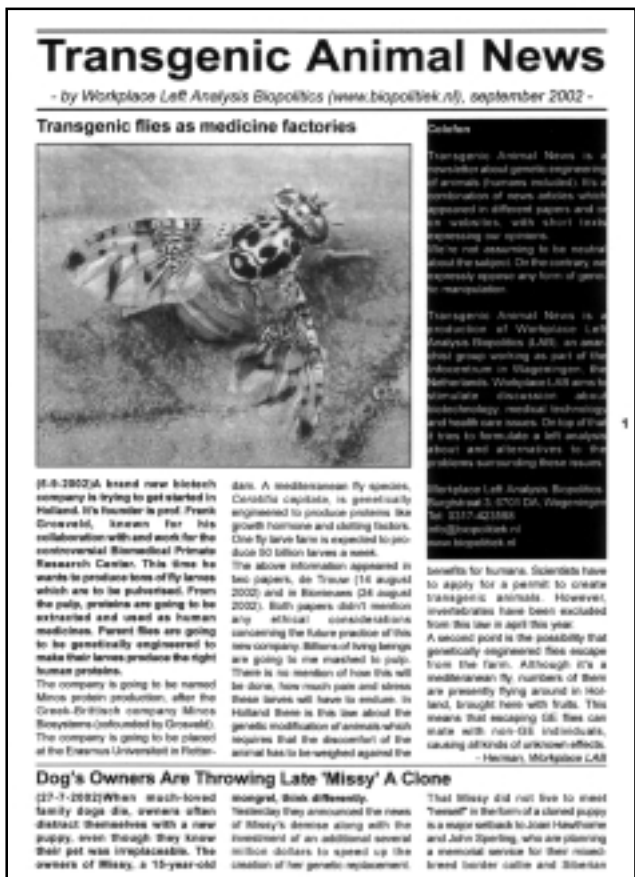 Transgenic Animal News
- by Workplace Left Analysis Biopolitics (www.biopolitiek.nl), september 2002 -
Transgenic flies as medicine factories
(6-9-2002)A brand new biotech
company is trying to get started in
Holland. It's founder is prof. Frank
Grosveld, known for his
collaboration with and work for the
controversial Biomedical Primate
Research Center. This time he
wants to produce tons of fly larves
which are to be pulverised. From
the pulp, proteins are going to be
extracted and used as human
medicines. Parent flies are going
to be genetically engineered to
make their larves produce the right
human proteins.
The company is going to be named
Minos protein production, after the
Greek-Brittisch company Minos
Biosystems (cofounded by Grosveld).
The company is going to be placed
at the Erasmus Universiteit in Rotter-
dam. A mediterranean fly species,
Ceratitis capitata, is genetically
engineered to produce proteins like
growth hormone and clotting factors.
One fly larve farm is expected to pro-
duce 50 billion larves a week.
The above information appeared in
two papers, de Trouw (14 august
2002) and in Bionieuws (24 august
2002). Both papers didn't mention
any ethical considerations
concerning the future practice of this
new company. Billions of living beings
are going to me mashed to pulp.
There is no mention of how this will
be done, how much pain and stress
these larves will have to endure. In
Holland there is this law about the
genetic modification of animals which
requires that the discomfort of the
animal has to be weighed against the
Colofon
Transgenic Animal News is a
newsletter about genetic engineering
of animals (humans included). It's a
combination of news articles which
appeared in different papers and or
on websites, with short texts
expressing our opinions.
We're not assuming to be neutral
about the subject. On the contrary, we
expressly oppose any form of gene-
tic manipulation.
Transgenic Animal News is a
production of Workplace Left
Analysis Biopolitics (LAB), an anar-
chist group working as part of the
Infocentrum in Wageningen, the
Netherlands. Workplace LAB aims to
stimulate discussion about
biotechnology, medical technology
and health care issues. On top of that
it tries to formulate a left analysis
about and alternatives to the
problems surrounding these issues.
Workplace Left Analysis Biopolitics
Burgtstraat 3, 6701 DA, Wageningen
Tel:
info@biopolitiek.nl
www.biopolitiek.nl
1
benefits for humans. Scientists have
to apply for a permit to create
transgenic animals. However,
invertebrates have been excluded
from this law in april this year.
A second point is the possibility that
genetically engineered flies escape
from the farm. Although it's a
mediterranean fly, numbers of them
are presently flying around in Hol-
land, brought here with fruits. This
means that escaping GE flies can
mate with non-GE individuals,
causing all kinds of unknown effects.
- Herman, Workplace LAB
Dog's Owners Are Throwing Late 'Missy' A Clone
(27-7-2002)When much-loved
family dogs die, owners often
distract themselves with a new
puppy, even though they know
their pet was irreplaceable. The
owners of Missy, a 15-year-old
mongrel, think differently.
Yesterday they announced the news
of Missy's demise along with the
investment of an additional several
million dollars to speed up the
creation of her genetic replacement.
That Missy did not live to meet
"herself" in the form of a cloned puppy
is a major setback to Joan Hawthorne
and John Sperling, who are planning
a memorial service for their mixed-
breed border collie and Siberian